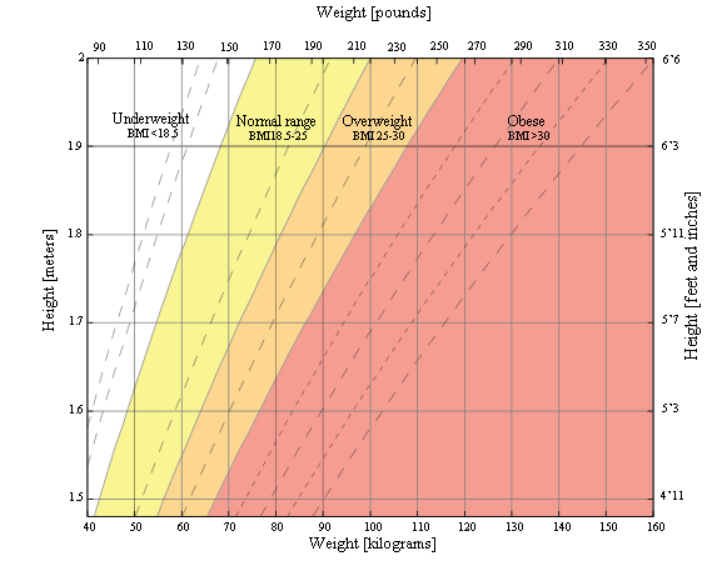 Weight [pounds]
90 110 130 150 170 190 210 230 250 270 290 310 330 350
2 6"6
Underweight Normal range Overweight Obese
BMI <18.5 BMI18.5-25 BMI 25-30 BMI >30
1.9 6"3
1.8 5"11
1.7 5"7
1.6 5"3
1.5 4"11
Height [meters]
Height [feet and inches]
40 50 60 70 80 90 100 110 120 130 140 150 160
Weight [kilograms]